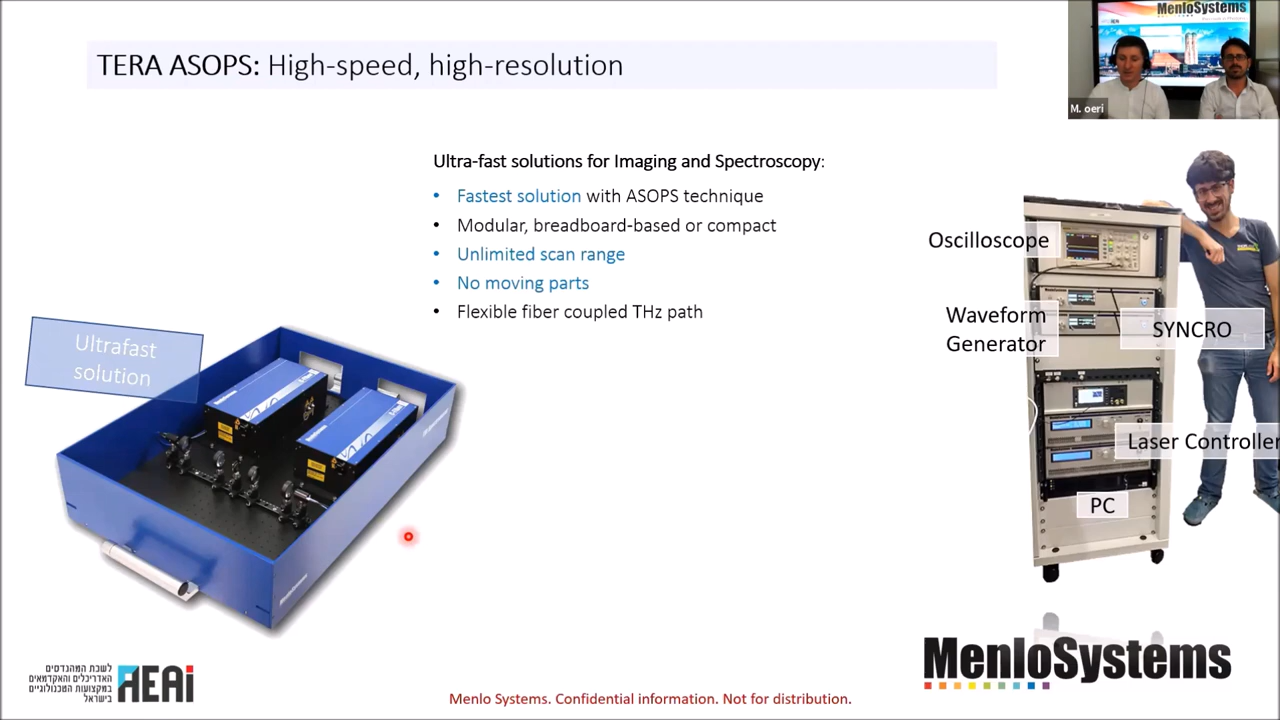 MenloSystems
M. oeri
TERA ASOPS: High-speed, high-resolution
Ultra-fast solutions for Imaging and Spectroscopy:
• Fastest solution with ASOPS technique
• Modular, breadboard-based or compact
• Unlimited scan range
• No moving parts
• Flexible fiber coupled THz path
Ultrafast
solution
Oscilloscope
Waveform
Generator
SYNCRO
Laser Controller
PC
MenloSystems
לשכת המהנדסים
האדריכלים והאקדמאים
במקצועות הטכנולוגיים
בישראל
AEAi
MenloSystems
Menlo Systems. Confidential information. Not for distribution.